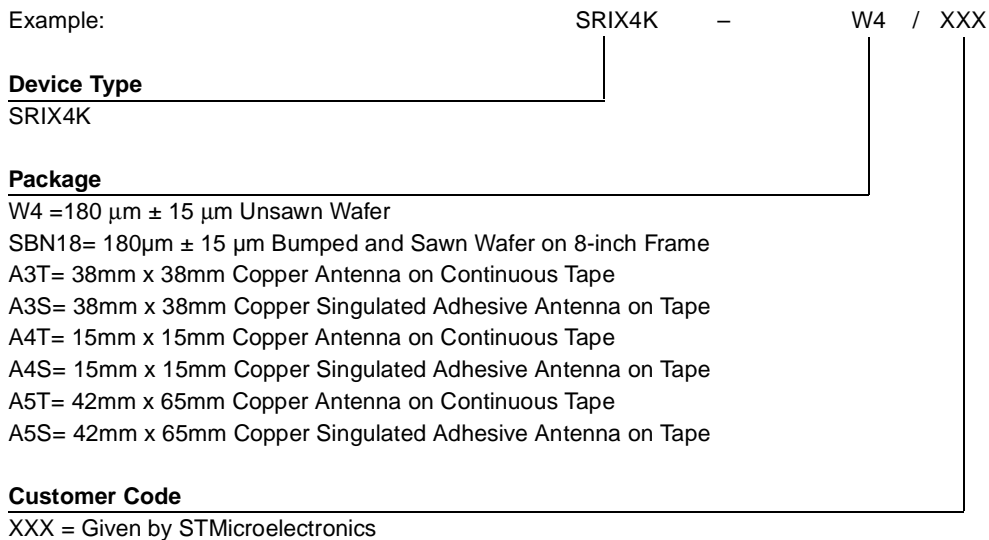 Example: SRIX4K – W4 / XXX
Device Type
SRIX4K
Package
W4 =180 μm ± 15 μm Unsawn Wafer
SBN18= 180µm ± 15 µm Bumped and Sawn Wafer on 8-inch Frame
A3T= 38mm x 38mm Copper Antenna on Continuous Tape
A3S= 38mm x 38mm Copper Singulated Adhesive Antenna on Tape
A4T= 15mm x 15mm Copper Antenna on Continuous Tape
A4S= 15mm x 15mm Copper Singulated Adhesive Antenna on Tape
A5T= 42mm x 65mm Copper Antenna on Continuous Tape
A5S= 42mm x 65mm Copper Singulated Adhesive Antenna on Tape
Customer Code
XXX = Given by STMicroelectronics